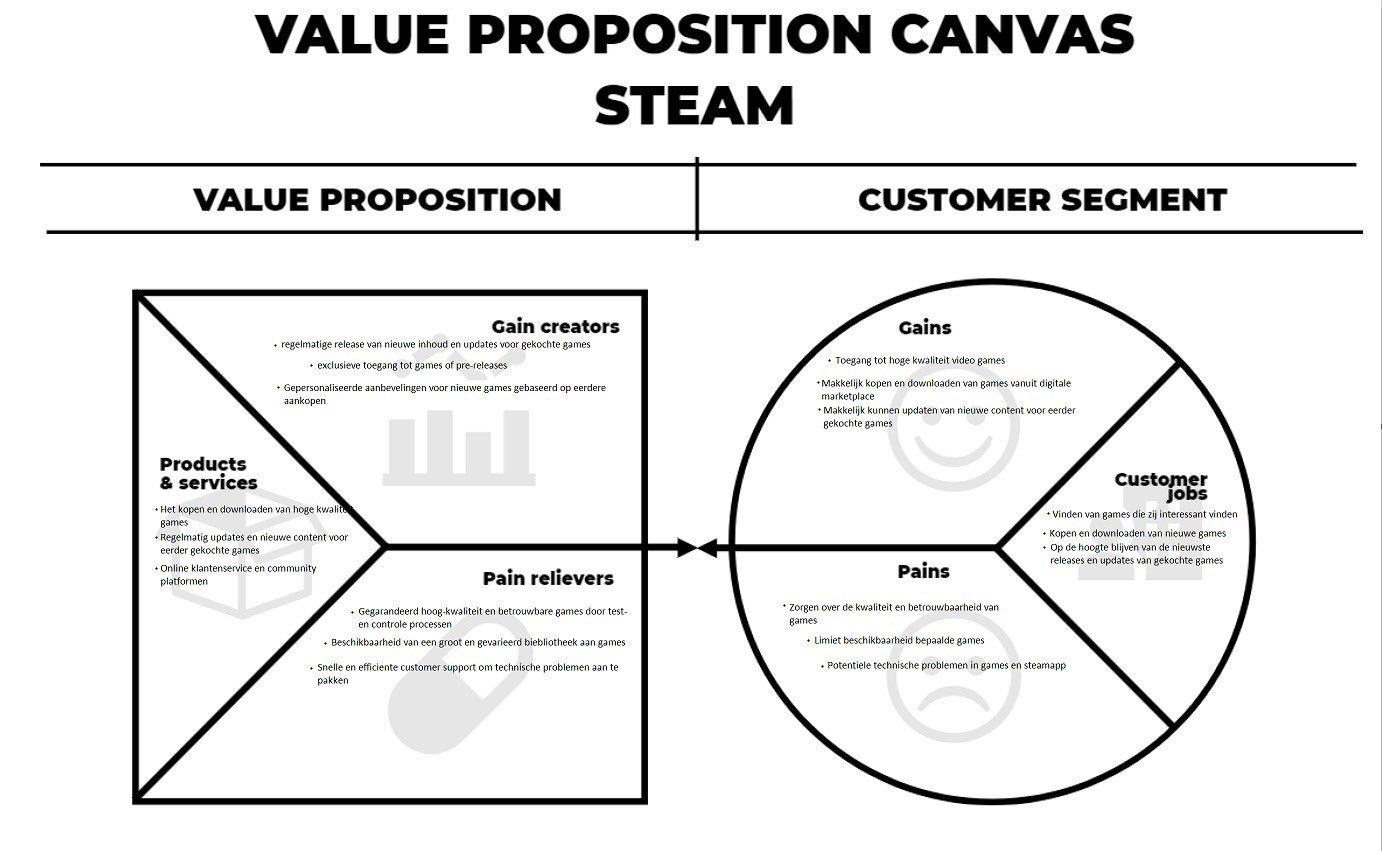 VALUE PROPOSITION CANVAS
STEAM
VALUE PROPOSITION
CUSTOMER SEGMENT
Gain creators
• regelmatige release van nieuwe inhoud en updates voor gekochte games
• exclusieve toegang tot games of pre-releases
• Gepersonaliseerde aanbevelingen voor nieuwe games gebaseerd op eerdere
aankopen
Products
& services
• Het kopen en downloaden van hoge kwaliteit
games
• Regelmatig updates en nieuwe content voor
eerder gekochte games
• Online klantenservice en community
platformen
Pain relievers
• Gegarandeerd hoog-kwaliteit en betrouwbare games door test-
en controle processen
• Beschikbaarheid van een groot en gevarieerd biebliotheek aan games
• Snelle en efficiente customer support om technische problemen aan te
pakken
Gains
• Toegang tot hoge kwaliteit video games
• Makkelijk kopen en downloaden van games vanuit digitale
marketplace
• Makkelijk kunnen updaten van nieuwe content voor eerder
gekochte games
Customer
jobs
• Vinden van games die zij interessant vinden
• Kopen en downloaden van nieuwe games
• Op de hoogte blijven van de nieuwste
releases en updates van gekochte games
Pains
• Zorgen over de kwaliteit en betrouwbaarheid van
games
• Limiet beschikbaarheid bepaalde games
• Potentiele technische problemen in games en steamapp